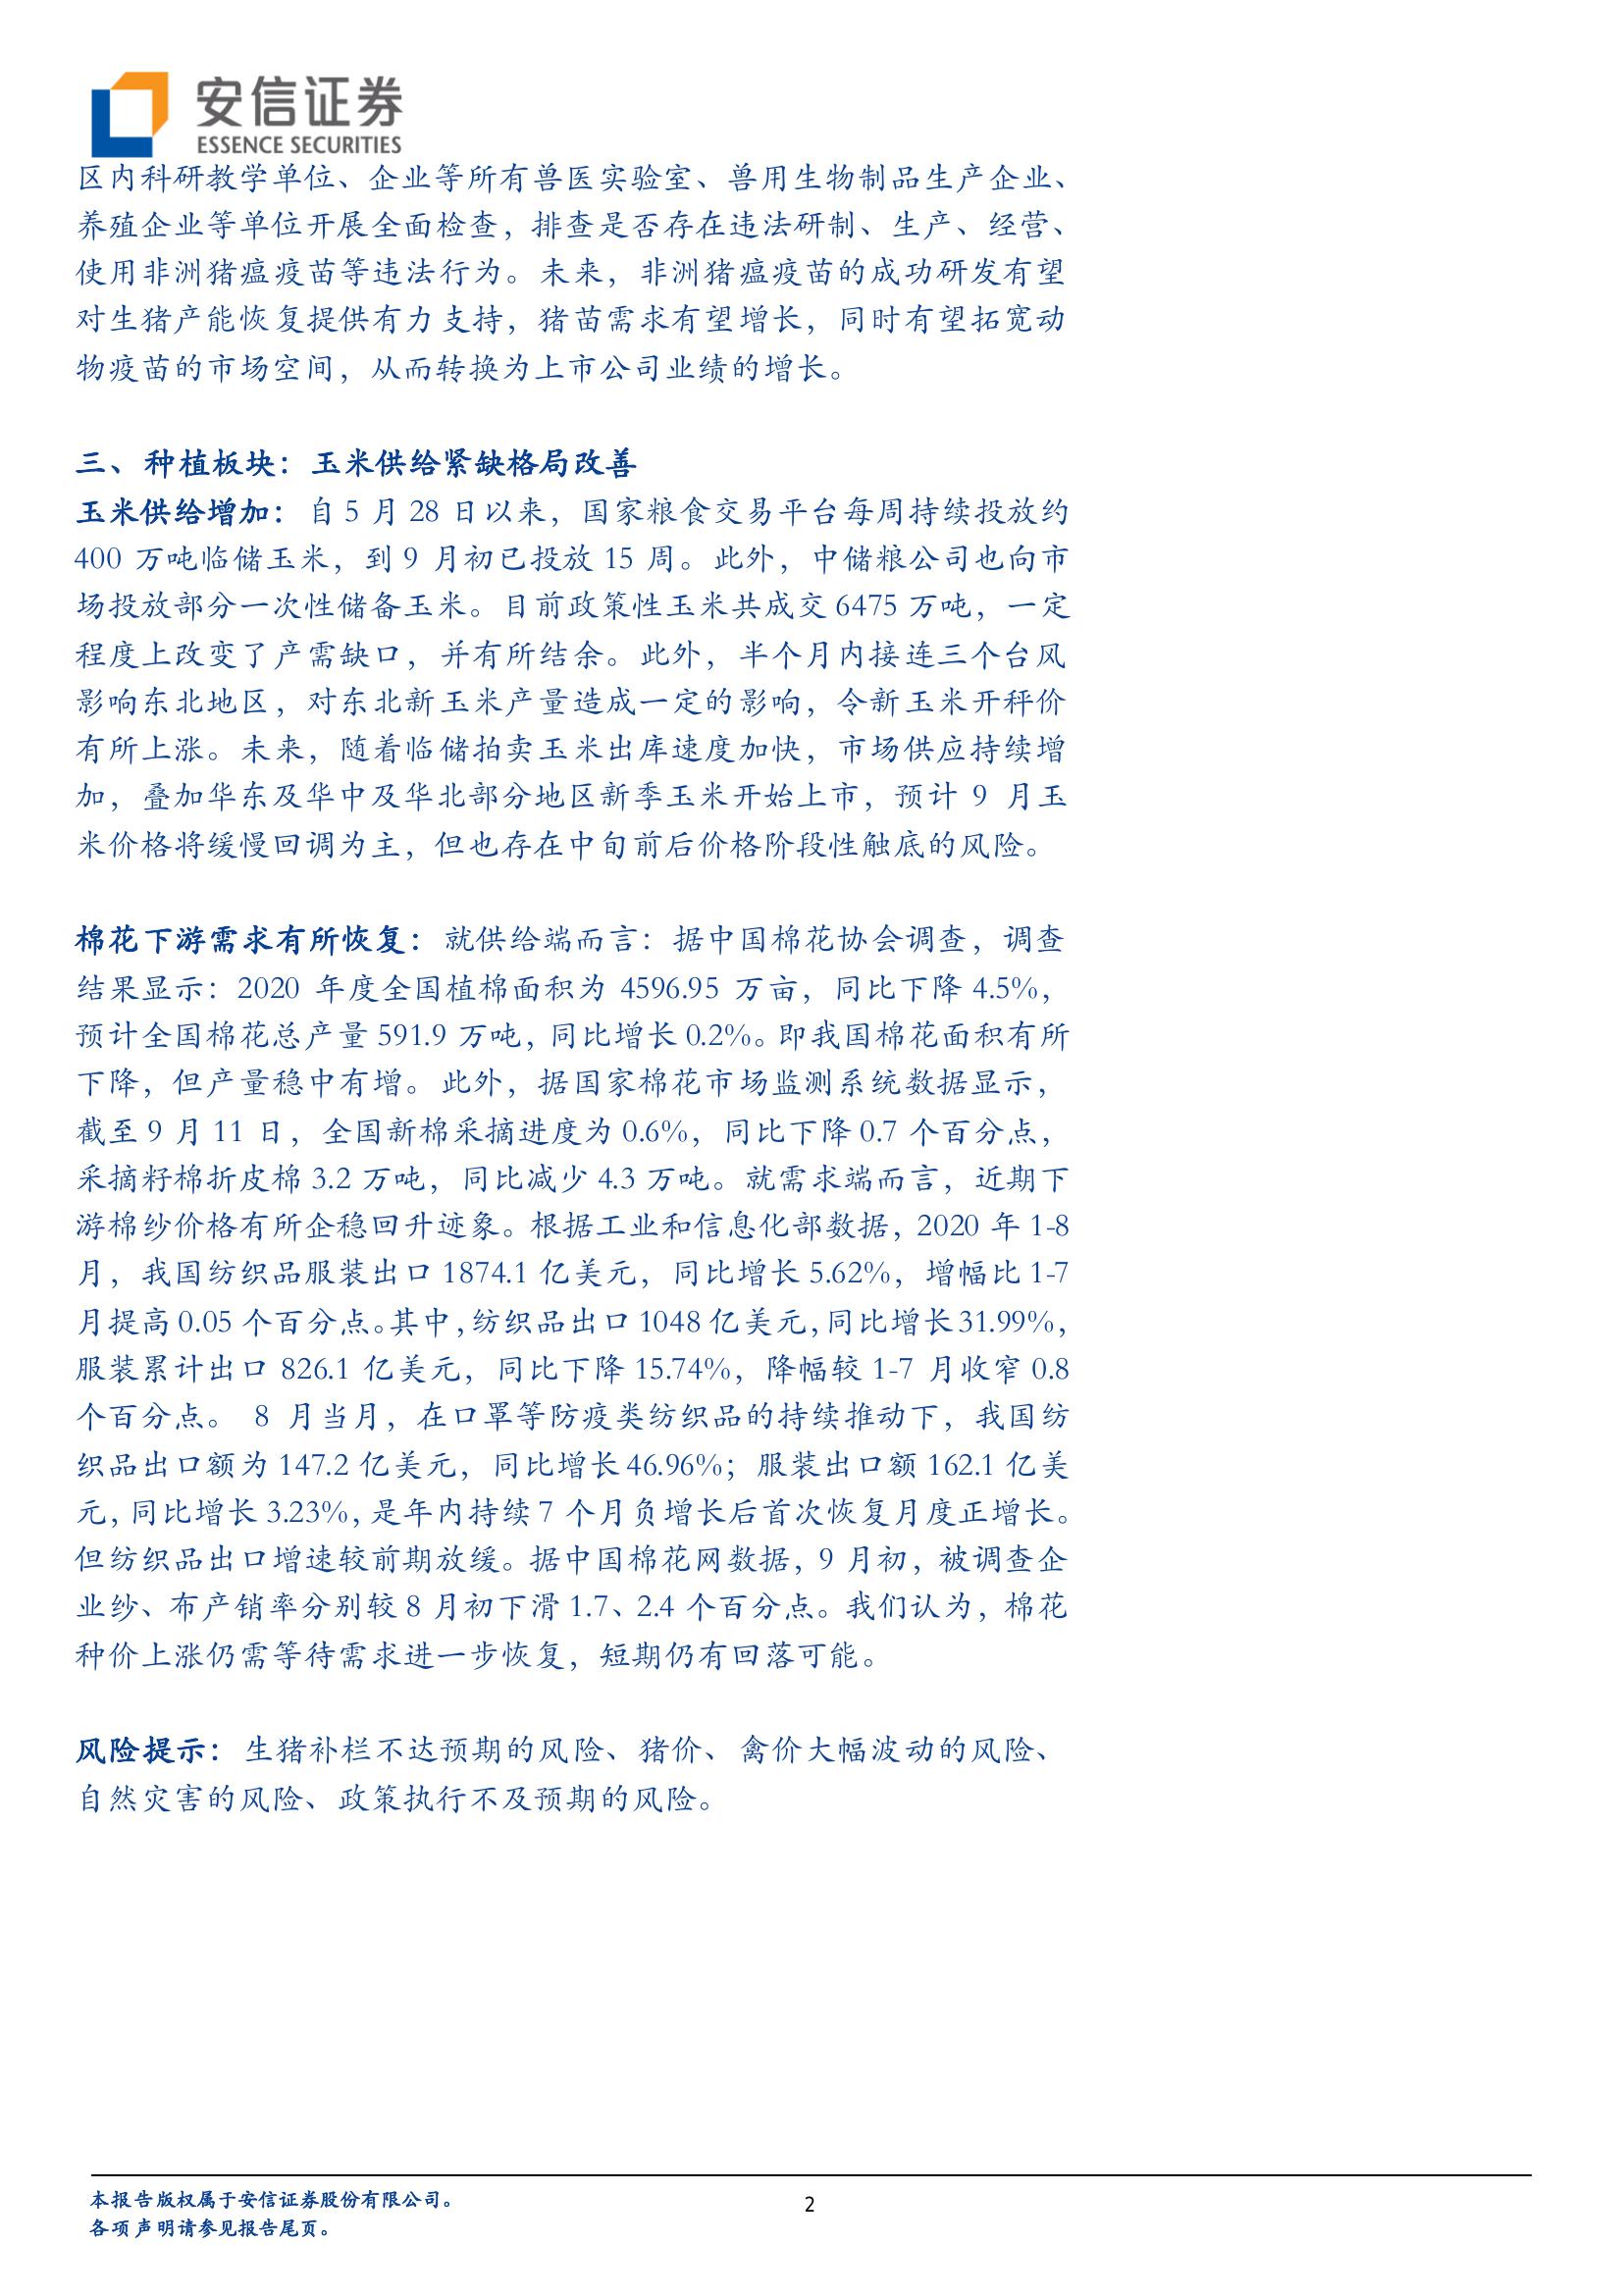 安信证券
ESSENCE SECURITIES
区内科研教学单位、企业等所有兽医实验室、兽用生物制品生产企业、
养殖企业等单位开展全面检查，排查是否存在违法研制、生产、经营、
使用非洲猪瘟疫苗等违法行为。未来，非洲猪瘟疫苗的成功研发有望
对生猪产能恢复提供有力支持，猪苗需求有望增长，同时有望拓宽动
物疫苗的市场空间，从而转换为上市公司业绩的增长。
三、种植板块：玉米供给紧缺格局改善
玉米供给增加：自 5 月 28 日以来，国家粮食交易平台每周持续投放约
400 万吨临储玉米，到 9 月初已投放 15 周。此外，中储粮公司也向市
场投放部分一次性储备玉米。目前政策性玉米共成交 6475 万吨，一定
程度上改变了产需缺口，并有所结余。此外，半个月内接连三个台风
影响东北地区，对东北新玉米产量造成一定的影响，令新玉米开秤价
有所上涨。未来，随着临储拍卖玉米出库速度加快，市场供应持续增
加，叠加华东及华中及华北部分地区新季玉米开始上市，预计 9 月玉
米价格将缓慢回调为主，但也存在中旬前后价格阶段性触底的风险。
棉花下游需求有所恢复：就供给端而言：据中国棉花协会调查，调查
结果显示：2020 年度全国植棉面积为 4596.95 万亩，同比下降 4.5%，
预计全国棉花总产量 591.9 万吨，同比增长 0.2%。即我国棉花面积有所
下降，但产量稳中有增。此外，据国家棉花市场监测系统数据显示，
截至 9 月 11 日，全国新棉采摘进度为 0.6%，同比下降 0.7 个百分点，
采摘籽棉折皮棉 3.2 万吨，同比减少 4.3 万吨。就需求端而言，近期下
游棉纱价格有所企稳回升迹象。根据工业和信息化部数据，2020 年 1-8
月，我国纺织品服装出口 1874.1 亿美元，同比增长 5.62%，增幅比 1-7
月提高 0.05 个百分点。其中，纺织品出口 1048 亿美元，同比增长 31.99%，
服装累计出口 826.1 亿美元，同比下降 15.74%，降幅较 1-7 月收窄 0.8
个百分点。 8 月当月，在口罩等防疫类纺织品的持续推动下，我国纺
织品出口额为 147.2 亿美元，同比增长 46.96%；服装出口额 162.1 亿美
元，同比增长 3.23%，是年内持续 7 个月负增长后首次恢复月度正增长。
但纺织品出口增速较前期放缓。据中国棉花网数据，9 月初，被调查企
业纱、布产销率分别较 8 月初下滑 1.7、2.4 个百分点。我们认为，棉花
种价上涨仍需等待需求进一步恢复，短期仍有回落可能。
风险提示：生猪补栏不达预期的风险、猪价、禽价大幅波动的风险、
自然灾害的风险、政策执行不及预期的风险。
本报告版权属于安信证券股份有限公司。
各项声明请参见报告尾页。
2